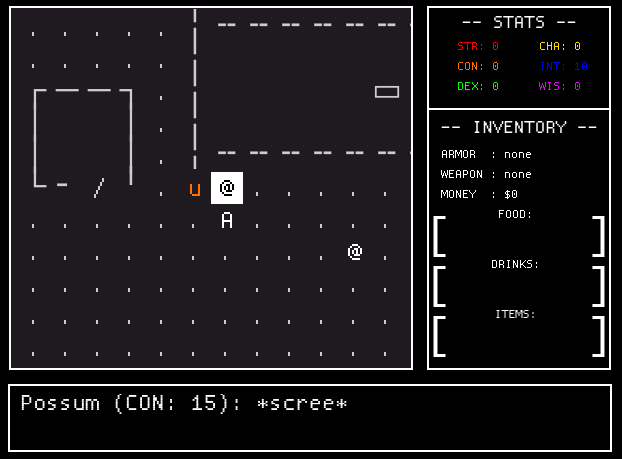 -- STATS --
STR: 0 CHA: 0
CON: 0 INT: 10
DEX: 0 WIS: 0
-- INVENTORY --
ARMOR : none
WEAPON : none
MONEY : $0
FOOD:
DRINKS:
ITEMS:
u @
A
@
Possum (CON: 15): *scree*